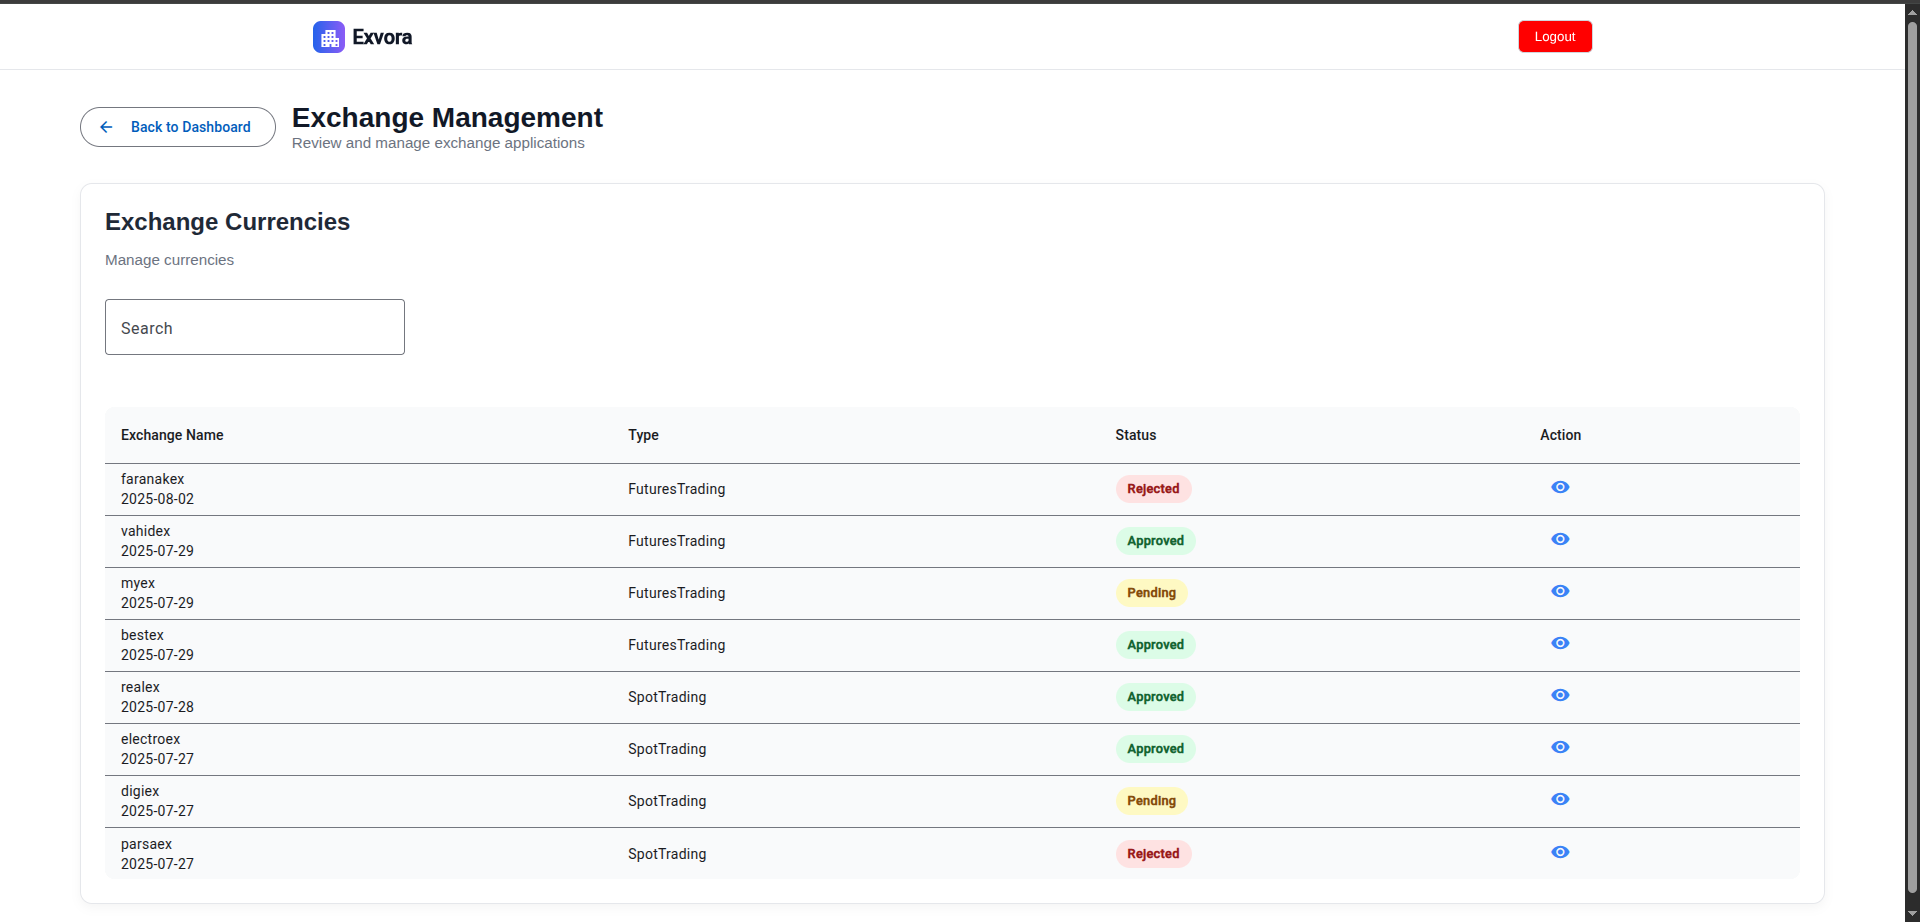 Exvora
Logout
Back to Dashboard
Exchange Management
Review and manage exchange applications
Exchange Currencies
Manage currencies
Search
Exchange Name Type Status Action
faranakex
2025-08-02
FuturesTrading Rejected
vahidex
2025-07-29
FuturesTrading Approved
myex
2025-07-29
FuturesTrading Pending
bestex
2025-07-29
FuturesTrading Approved
realex
2025-07-28
SpotTrading Approved
electroex
2025-07-27
SpotTrading Approved
digiex
2025-07-27
SpotTrading Pending
parsaex
2025-07-27
SpotTrading Rejected